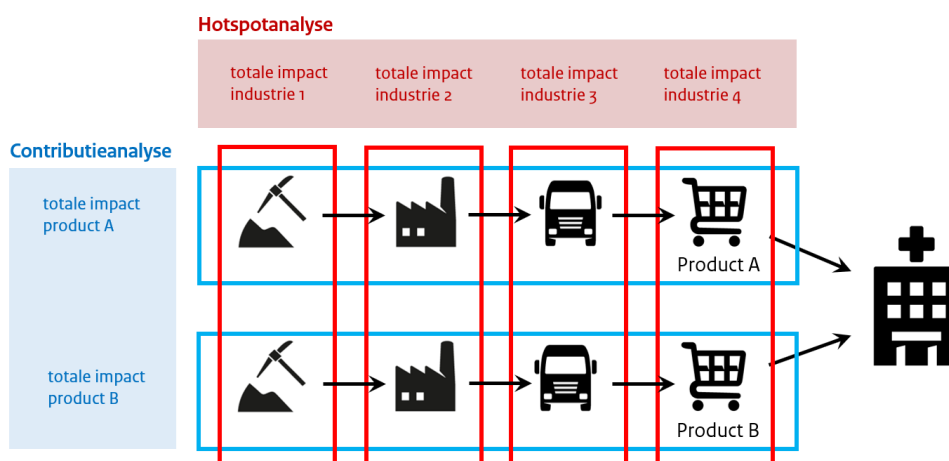 Hotspotanalyse
totale impact
industrie 1
totale impact
industrie 2
totale impact
industrie 3
totale impact
industrie 4
Contributieanalyse
totale impact
product A
Product A
totale impact
product B
Product B